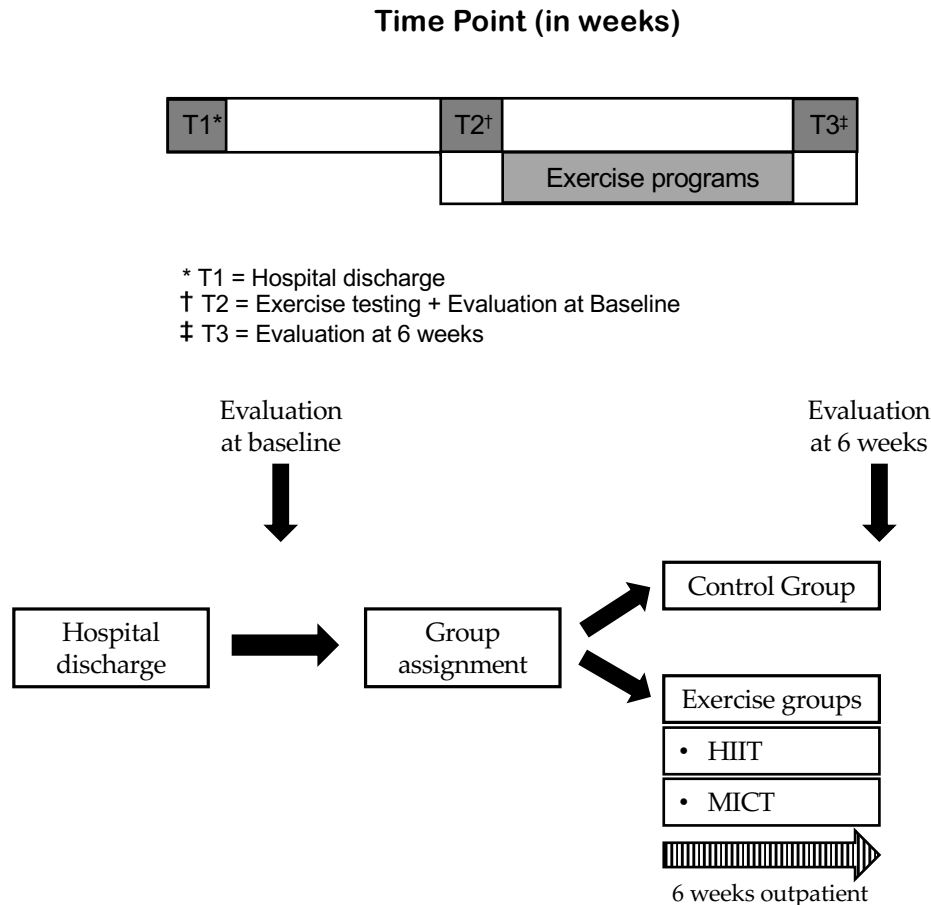 Time Point (in weeks)
T1* T2† T3‡
Exercise programs
* T1 = Hospital discharge
† T2 = Exercise testing + Evaluation at Baseline
‡ T3 = Evaluation at 6 weeks
Evaluation
at baseline
Evaluation
at 6 weeks
Hospital
discharge
Group
assignment
Control Group
Exercise groups
• HIIT
• MICT
6 weeks outpatient